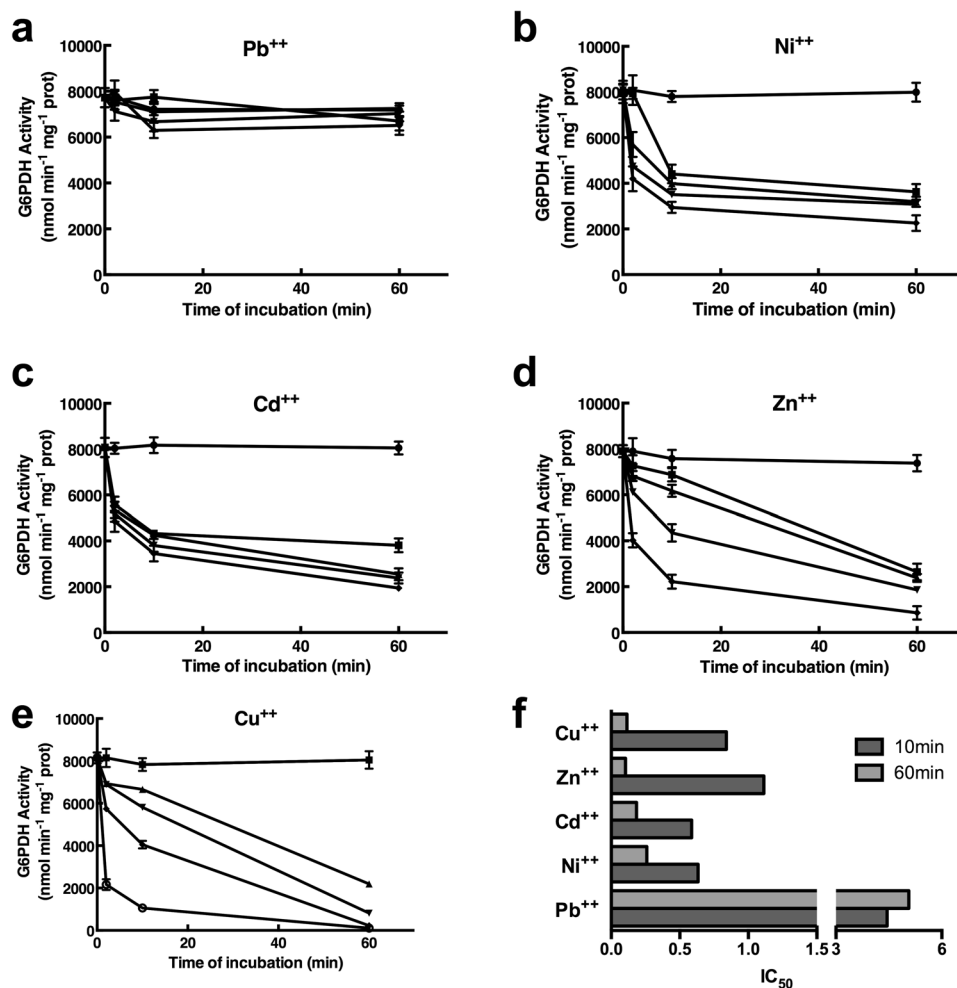 a
Pb++
G6PDH Activity
(nmol min-1 mg-1 prot)
10000
8000
6000
4000
2000
0
0 20 40 60
Time of incubation (min)
b
Ni++
G6PDH Activity
(nmol min-1 mg-1 prot)
10000
8000
6000
4000
2000
0
0 20 40 60
Time of incubation (min)
c
Cd++
G6PDH Activity
(nmol min-1 mg-1 prot)
10000
8000
6000
4000
2000
0
0 20 40 60
Time of incubation (min)
d
Zn++
G6PDH Activity
(nmol min-1 mg-1 prot)
10000
8000
6000
4000
2000
0
0 20 40 60
Time of incubation (min)
e
Cu++
G6PDH Activity
(nmol min-1 mg-1 prot)
10000
8000
6000
4000
2000
0
0 20 40 60
Time of incubation (min)
f
Cu++
Zn++
Cd++
Ni++
Pb++
10min
60min
0.0 0.5 1.0 1.5 3 6
IC50